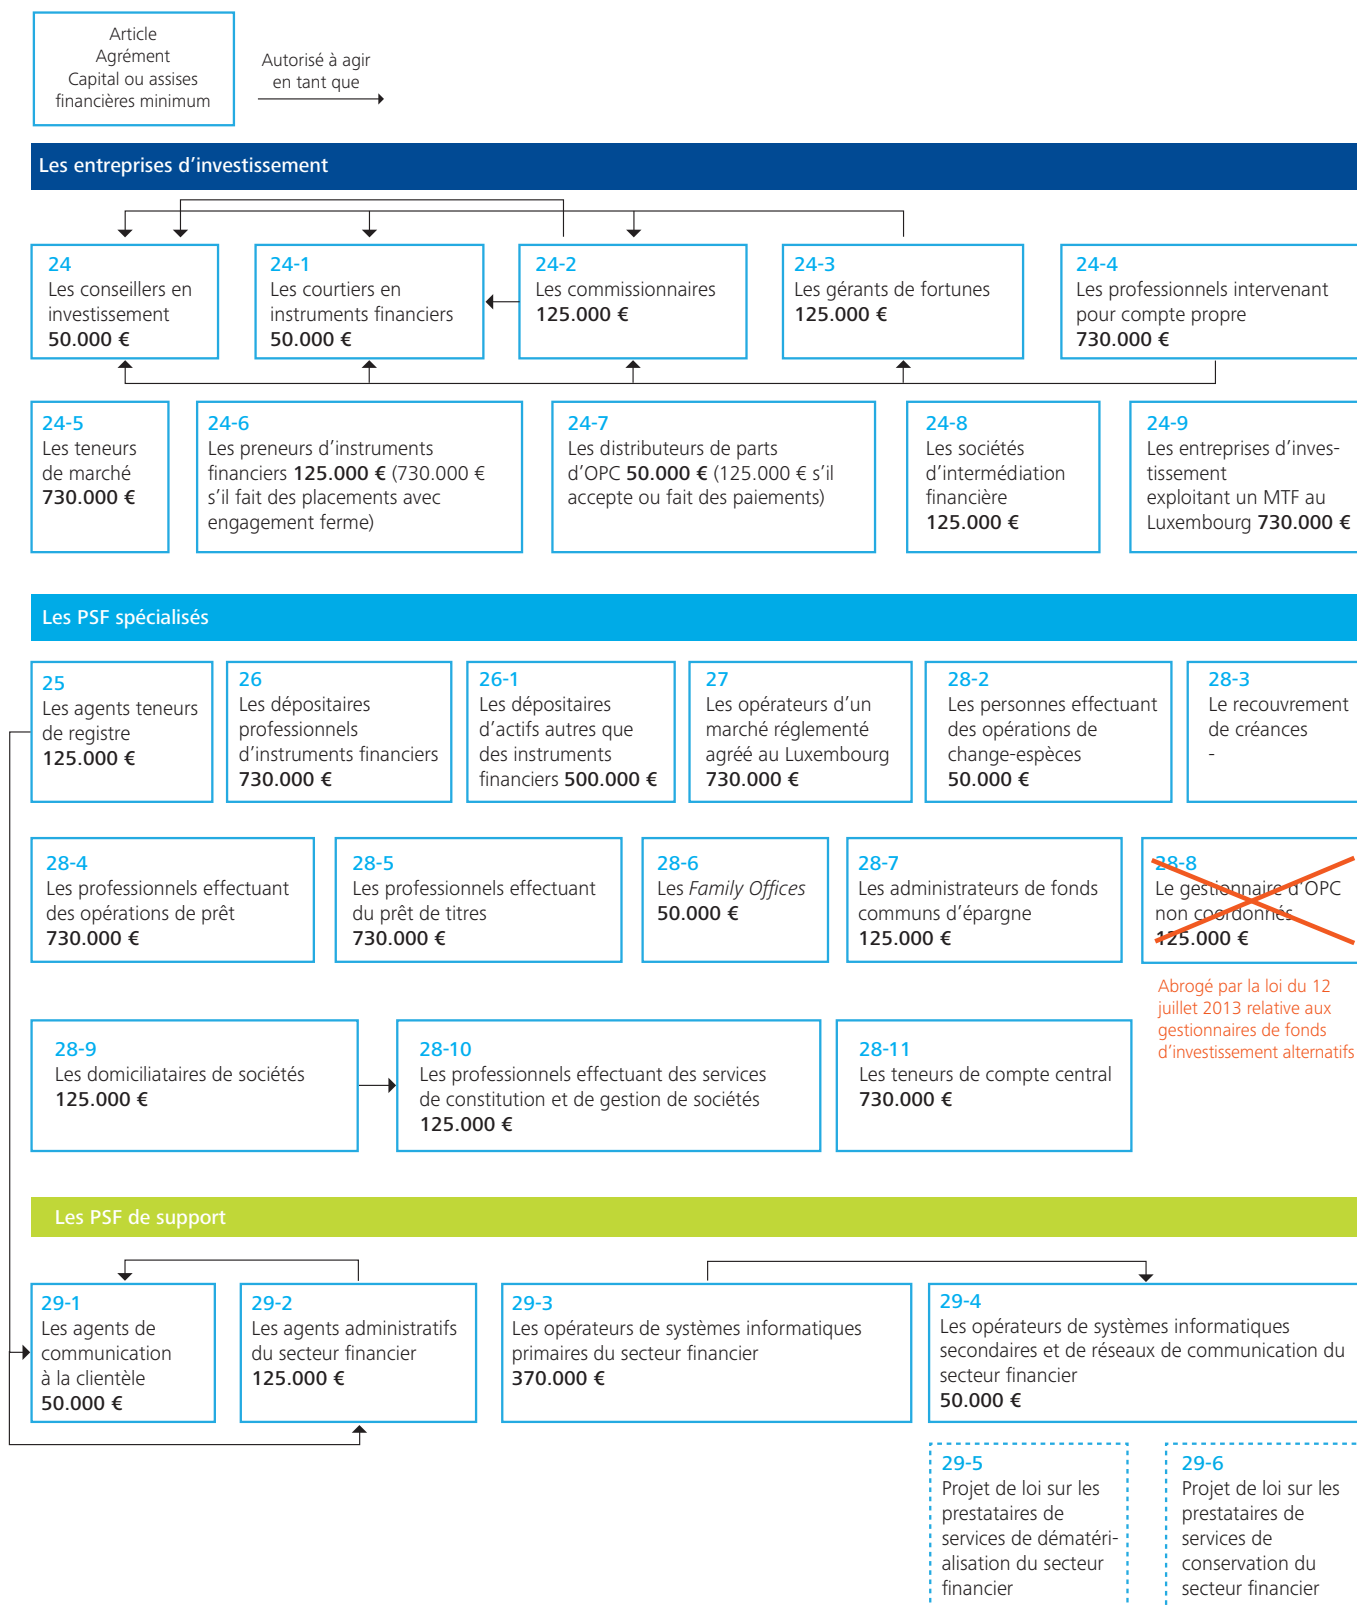 Article
Agrément
Capital ou assises
financières minimum
Autorisé à agir
en tant que
Les entreprises d’investissement
24
Les conseillers en
investissement
50.000 €
24-1
Les courtiers en
instruments financiers
50.000 €
24-2
Les commissionnaires
125.000 €
24-3
Les gérants de fortunes
125.000 €
24-4
Les professionnels intervenant
pour compte propre
730.000 €
24-5
Les teneurs
de marché
730.000 €
24-6
Les preneurs d’instruments
financiers 125.000 € (730.000 €
s’il fait des placements avec
engagement ferme)
24-7
Les distributeurs de parts
d’OPC 50.000 € (125.000 € s’il
accepte ou fait des paiements)
24-8
Les sociétés
d’intermédiation
financière
125.000 €
24-9
Les entreprises d’inves-
tissement
exploitant un MTF au
Luxembourg 730.000 €
Les PSF spécialisés
25
Les agents teneurs
de registre
125.000 €
26
Les dépositaires
professionnels
d’instruments financiers
730.000 €
26-1
Les dépositaires
d’actifs autres que
des instruments
financiers 500.000 €
27
Les opérateurs d’un
marché réglementé
agréé au Luxembourg
730.000 €
28-2
Les personnes effectuant
des opérations de
change-espèces
50.000 €
28-3
Le recouvrement
de créances
-
28-4
Les professionnels effectuant
des opérations de prêt
730.000 €
28-5
Les professionnels effectuant
du prêt de titres
730.000 €
28-6
Les Family Offices
50.000 €
28-7
Les administrateurs de fonds
communs d’épargne
125.000 €
28-8
Le gestionnaire d’OPC
non coordonnés
125.000 €
Abrogé par la loi du 12
juillet 2013 relative aux
gestionnaires de fonds
d’investissement alternatifs
28-9
Les domiciliataires de sociétés
125.000 €
28-10
Les professionnels effectuant des services
de constitution et de gestion de sociétés
125.000 €
28-11
Les teneurs de compte central
730.000 €
Les PSF de support
29-1
Les agents de
communication
à la clientèle
50.000 €
29-2
Les agents administratifs
du secteur financier
125.000 €
29-3
Les opérateurs de systèmes informatiques
primaires du secteur financier
370.000 €
29-4
Les opérateurs de systèmes informatiques
secondaires et de réseaux de communication du
secteur financier
50.000 €
29-5
Projet de loi sur les
prestataires de
services de dématéri-
alisation du secteur
financier
29-6
Projet de loi sur les
prestataires de
services de
conservation du
secteur financier